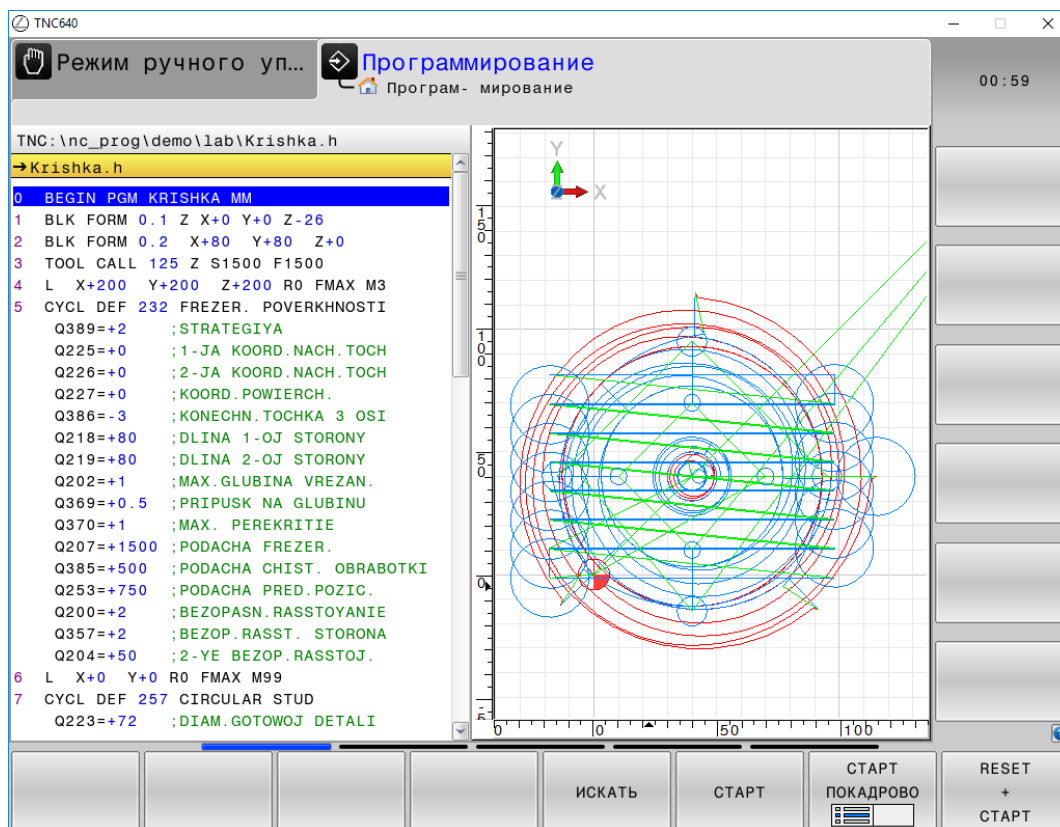 TNC640
Режим ручного уп...
Программирование
Програм- мирование
00:59
TNC:\nc_prog\demo\lab\Krishka.h
→Krishka.h
0 BEGIN PGM KRISHKA MM
1 BLK FORM 0.1 Z X+0 Y+0 Z-26
2 BLK FORM 0.2 X+80 Y+80 Z+0
3 TOOL CALL 125 Z S1500 F1500
4 L X+200 Y+200 Z+200 R0 FMAX M3
5 CYCL DEF 232 FREZER. POVERKHNOSTI
Q389=+2 ;STRATEGIYA
Q225=+0 ;1-JA KOORD.NACH.TOCH
Q226=+0 ;2-JA KOORD.NACH.TOCH
Q227=+0 ;KOORD.POWIERCH.
Q386=-3 ;KONECHN.TOCHKA 3 OSI
Q218=+80 ;DLINA 1-OJ STORONY
Q219=+80 ;DLINA 2-OJ STORONY
Q202=+1 ;MAX.GLUBINA VREZAN.
Q369=+0.5 ;PRIPUSK NA GLUBINU
Q370=+1 ;MAX. PEREKRITIE
Q207=+1500 ;PODACHA FREZER.
Q385=+500 ;PODACHA CHIST. OBRABOTKI
Q253=+750 ;PODACHA PRED.POZIC.
Q200=+2 ;BEZOPASN.RASSTOYANIE
Q357=+2 ;BEZOP.RASST. STORONA
Q204=+50 ;2-YE BEZOP.RASSTOJ.
6 L X+0 Y+0 R0 FMAX M99
7 CYCL DEF 257 CIRCULAR STUD
Q223=+72 ;DIAM.GOTOWOJ DETALI
Y
X
150
100
50
0
0 50 100
ИСКАТЬ
СТАРТ
СТАРТ
ПОКАДРОВО
RESET
+
СТАРТ